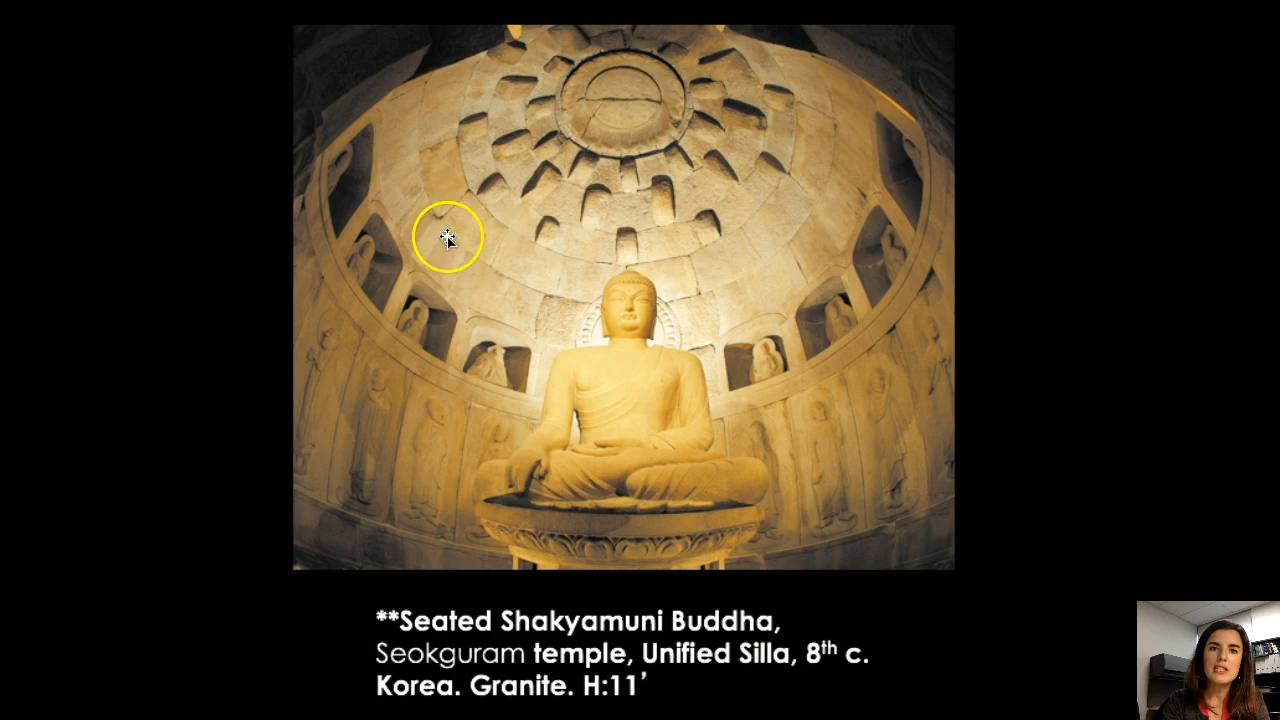 **Seated Shakyamuni Buddha,
Seokguram temple, Unified Silla, 8th c.
Korea. Granite. H:11’